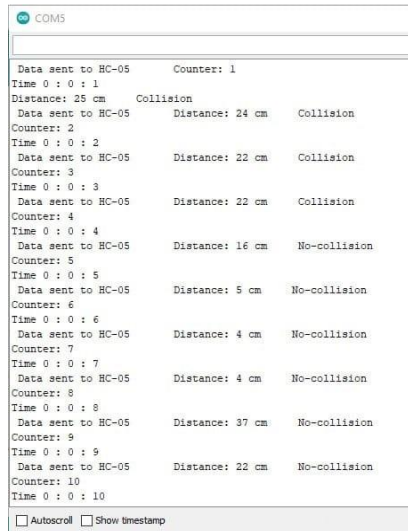 COM5
Data sent to HC-05 Counter: 1
Time 0 : 0 : 1
Distance: 25 cm Collision
Data sent to HC-05 Distance: 24 cm Collision
Counter: 2
Time 0 : 0 : 2
Data sent to HC-05 Distance: 22 cm Collision
Counter: 3
Time 0 : 0 : 3
Data sent to HC-05 Distance: 22 cm Collision
Counter: 4
Time 0 : 0 : 4
Data sent to HC-05 Distance: 16 cm No-collision
Counter: 5
Time 0 : 0 : 5
Data sent to HC-05 Distance: 5 cm No-collision
Counter: 6
Time 0 : 0 : 6
Data sent to HC-05 Distance: 4 cm No-collision
Counter: 7
Time 0 : 0 : 7
Data sent to HC-05 Distance: 4 cm No-collision
Counter: 8
Time 0 : 0 : 8
Data sent to HC-05 Distance: 37 cm No-collision
Counter: 9
Time 0 : 0 : 9
Data sent to HC-05 Distance: 22 cm No-collision
Counter: 10
Time 0 : 0 : 10
Autoscroll Show timestamp